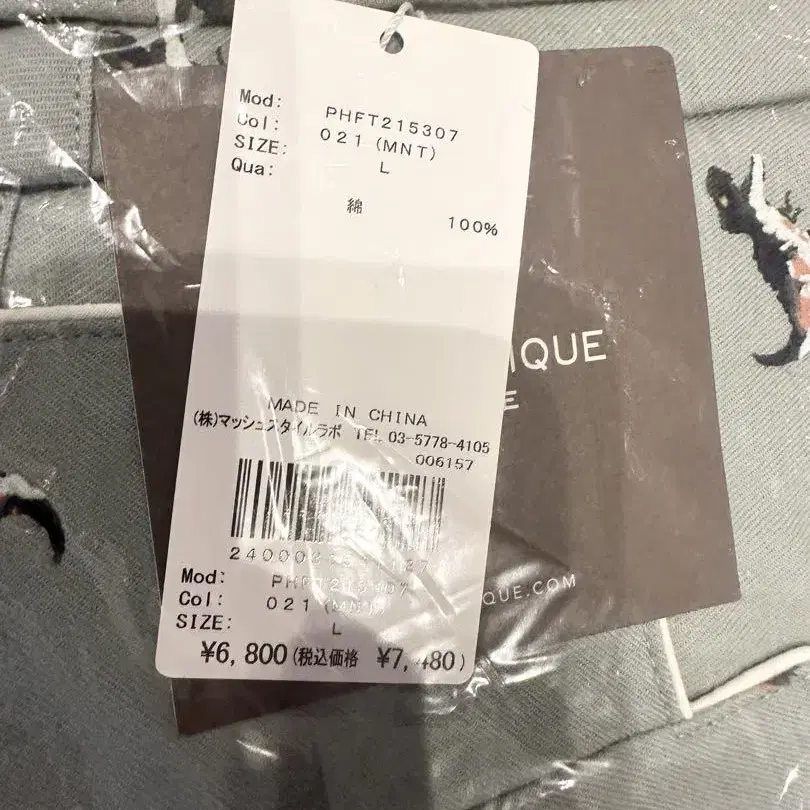 Mod: PHFT215307
Col: 021 (MNT)
SIZE: L
Qua:
綿 100%
MADE IN CHINA
(株)マッシュスタイルラボ TEL 03-5778-4105
006157
Mod: PHFT215307
Col: 021 (MNT)
SIZE: L
¥6,800 (税込価格 ¥7,480)
IQUE
E
QUE.COM